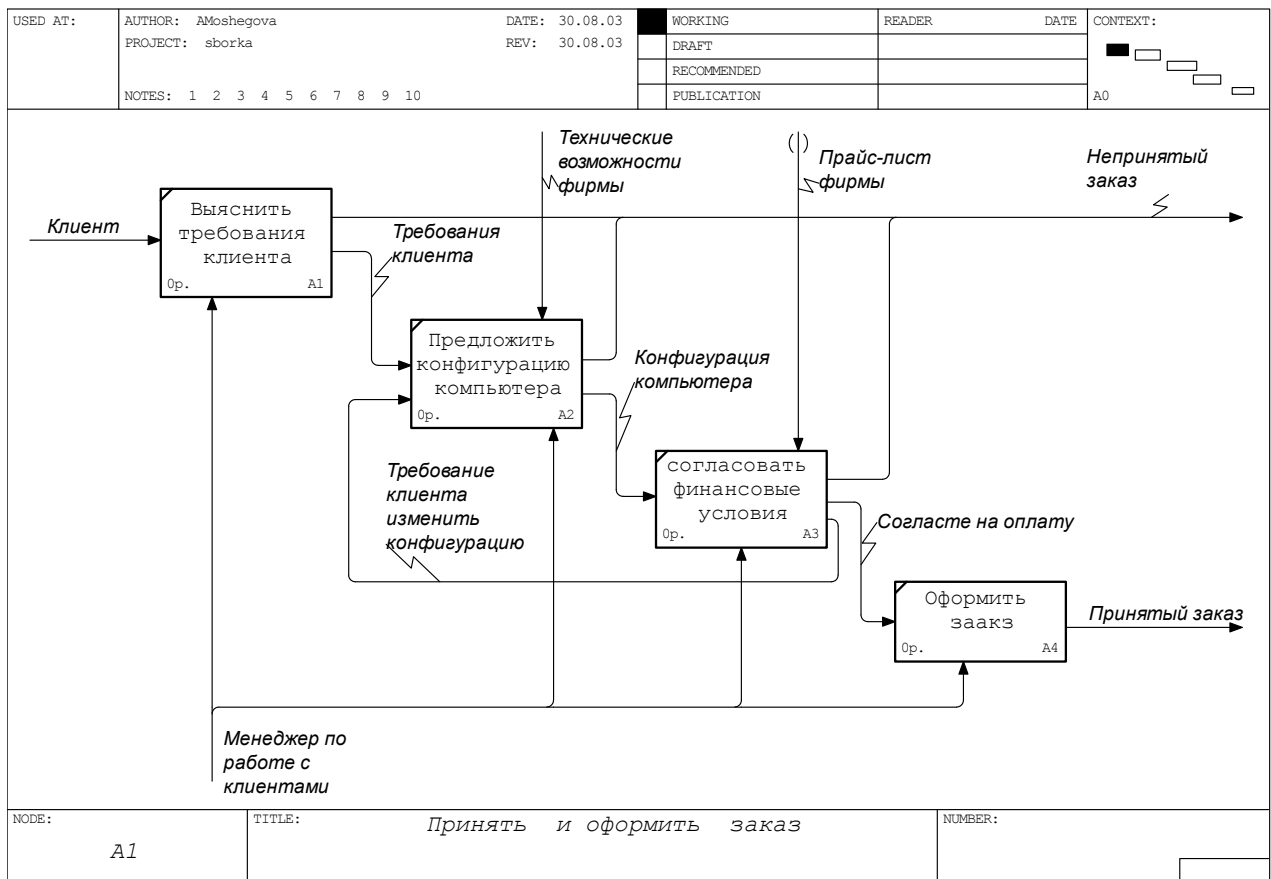 USED AT:
AUTHOR: AMoshegova
DATE: 30.08.03
PROJECT: sborka
REV: 30.08.03
NOTES: 1 2 3 4 5 6 7 8 9 10
WORKING
DRAFT
RECOMMENDED
PUBLICATION
READER
DATE
CONTEXT:
A0
Технические
возможности
фирмы
()
Прайс-лист
фирмы
Непринятый
заказ
Клиент
Выяснить
требования
клиента
0р.
A1
Требования
клиента
Предложить
конфигурацию
компьютера
0р.
A2
Конфигурация
компьютера
согласовать
финансовые
условия
0р.
A3
Требование
клиента
изменить
конфигурацию
Согласте на оплату
Оформить
заакз
0р.
A4
Принятый заказ
Менеджер по
работе с
клиентами
NODE:
A1
TITLE:
Принять и оформить заказ
NUMBER: